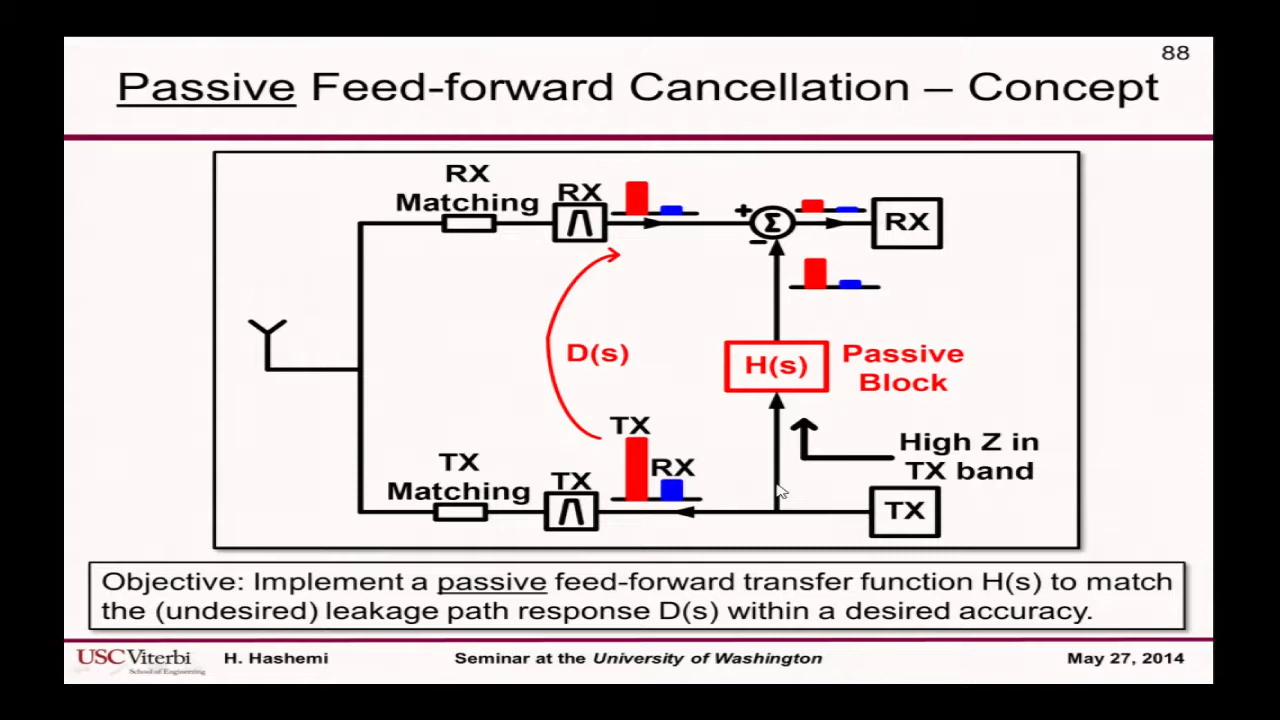 88
Passive Feed-forward Cancellation – Concept
RX
Matching
RX
+
Σ
–
RX
D(s)
H(s)
Passive
Block
TX
RX
High Z in
TX band
TX
Matching
TX
TX
Objective: Implement a passive feed-forward transfer function H(s) to match
the (undesired) leakage path response D(s) within a desired accuracy.
USC Viterbi
School of Engineering
H. Hashemi
Seminar at the University of Washington
May 27, 2014